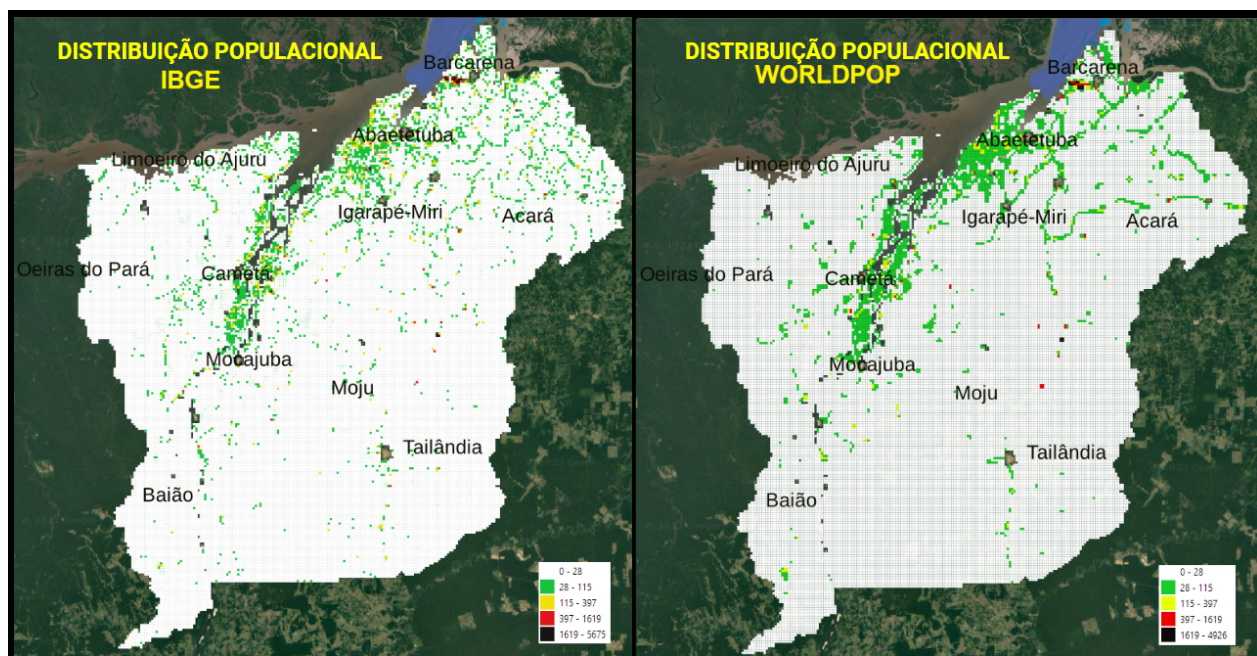 DISTRIBUIÇÃO POPULACIONAL
IBGE
Barcarena
Abaetetuba
Limoeiro do Ajuru
Igarapé-Miri
Acará
Oeiras do Pará
Cametá
Mocajuba
Moju
Tailândia
Baião
0 - 28
28 - 115
115 - 397
397 - 1619
1619 - 5675
DISTRIBUIÇÃO POPULACIONAL
WORLDPOP
Barcarena
Abaetetuba
Limoeiro do Ajuru
Igarapé-Miri
Acará
Oeiras do Pará
Cametá
Mocajuba
Moju
Tailândia
Baião
0 - 28
28 - 115
115 - 397
397 - 1619
1619 - 4926